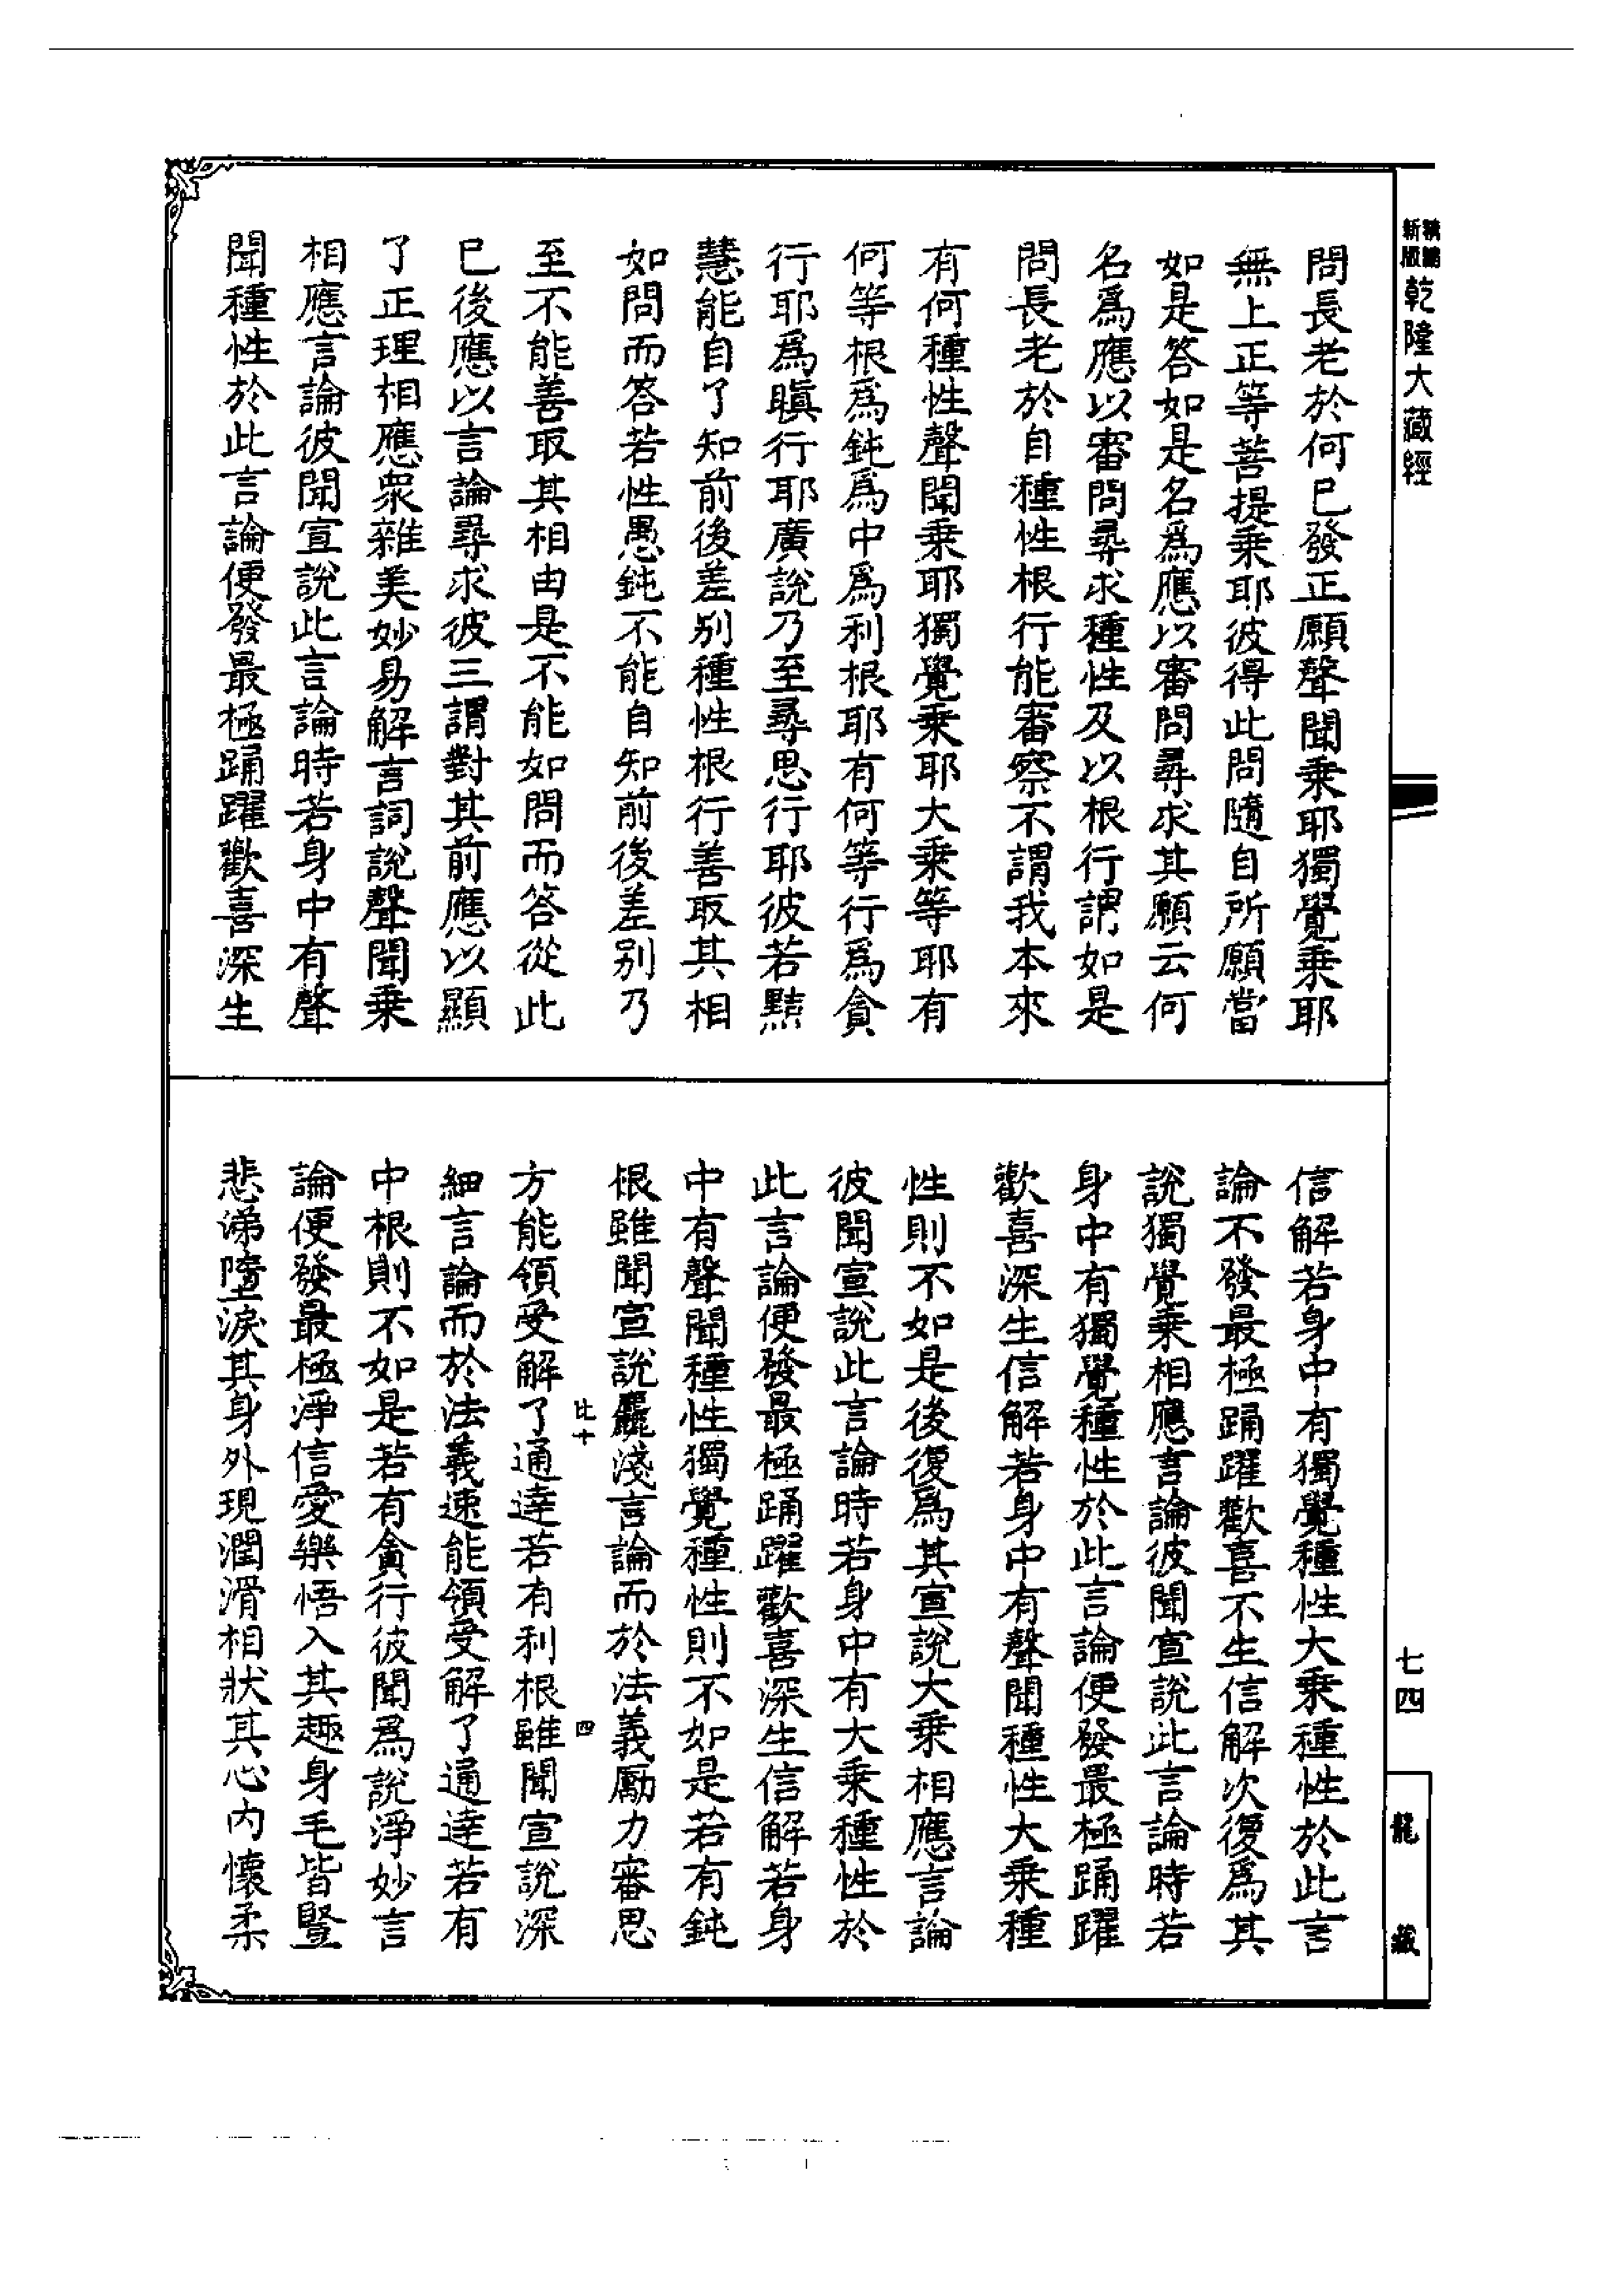 精編新版乾隆大藏經
問長老於何巳發正願聲聞乗耶獨覺乗耶
無上正等菩提乗耶彼得此問隨自所願當
如是答如是名爲應以審問尋求其願云何
名爲應以審問尋求種性及以根行謂如是
問長老於自種性根行能審察不謂我本來
有何種性聲聞乗耶獨覺乗耶大乗等耶有
何等根爲鈍爲中爲利根耶有何等行爲貪
行耶爲瞋行耶廣說乃至尋思行耶彼若黠
慧能自了知前後差别種性根行善取其相
如問而答若性愚鈍不能自知前後差别乃
至不能善取其相由是不能如問而答從此
巳後應以言論尋求彼三謂對其前應以顯
了正理相應衆雜美妙易解言詞說聲聞乗
相應言論彼聞宣說此言論時若身中有聲
聞種性於此言論便發最極踊躍歡喜深生
信解若身中有獨覺種性大乗種性於此言
論不發最極踊躍歡喜不生信解次復爲其
說獨覺乗相應言論彼聞宣說此言論時若
身中有獨覺種性於此言論便發最極踊躍
歡喜深生信解若身中有聲聞種性大乗種
性則不如是後復爲其宣說大乗相應言論
彼聞宣說此言論時若身中有大乗種性於
此言論便發最極踊躍歡喜深生信解若身
中有聲聞種性獨覺種性則不如是若有鈍
根雖聞宣說麤淺言論而於法義勵力審思
比十 四
方能領受解了通達若有利根雖聞宣說深
細言論而於法義速能領受解了通達若有
中根則不如是若有貪行彼聞爲說淨妙言
論便發最極淨信愛樂悟入其趣身毛皆豎
悲涕墮淚其身外現潤滑相狀其心内懷柔
七四
龍藏